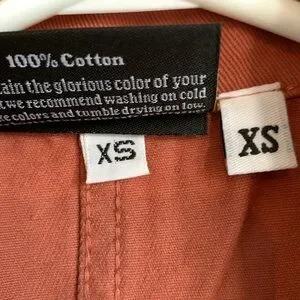 100% Cotton
tain the glorious color of your
t we recommend washing on cold
e colors and tumble drying on low.
XS
XS